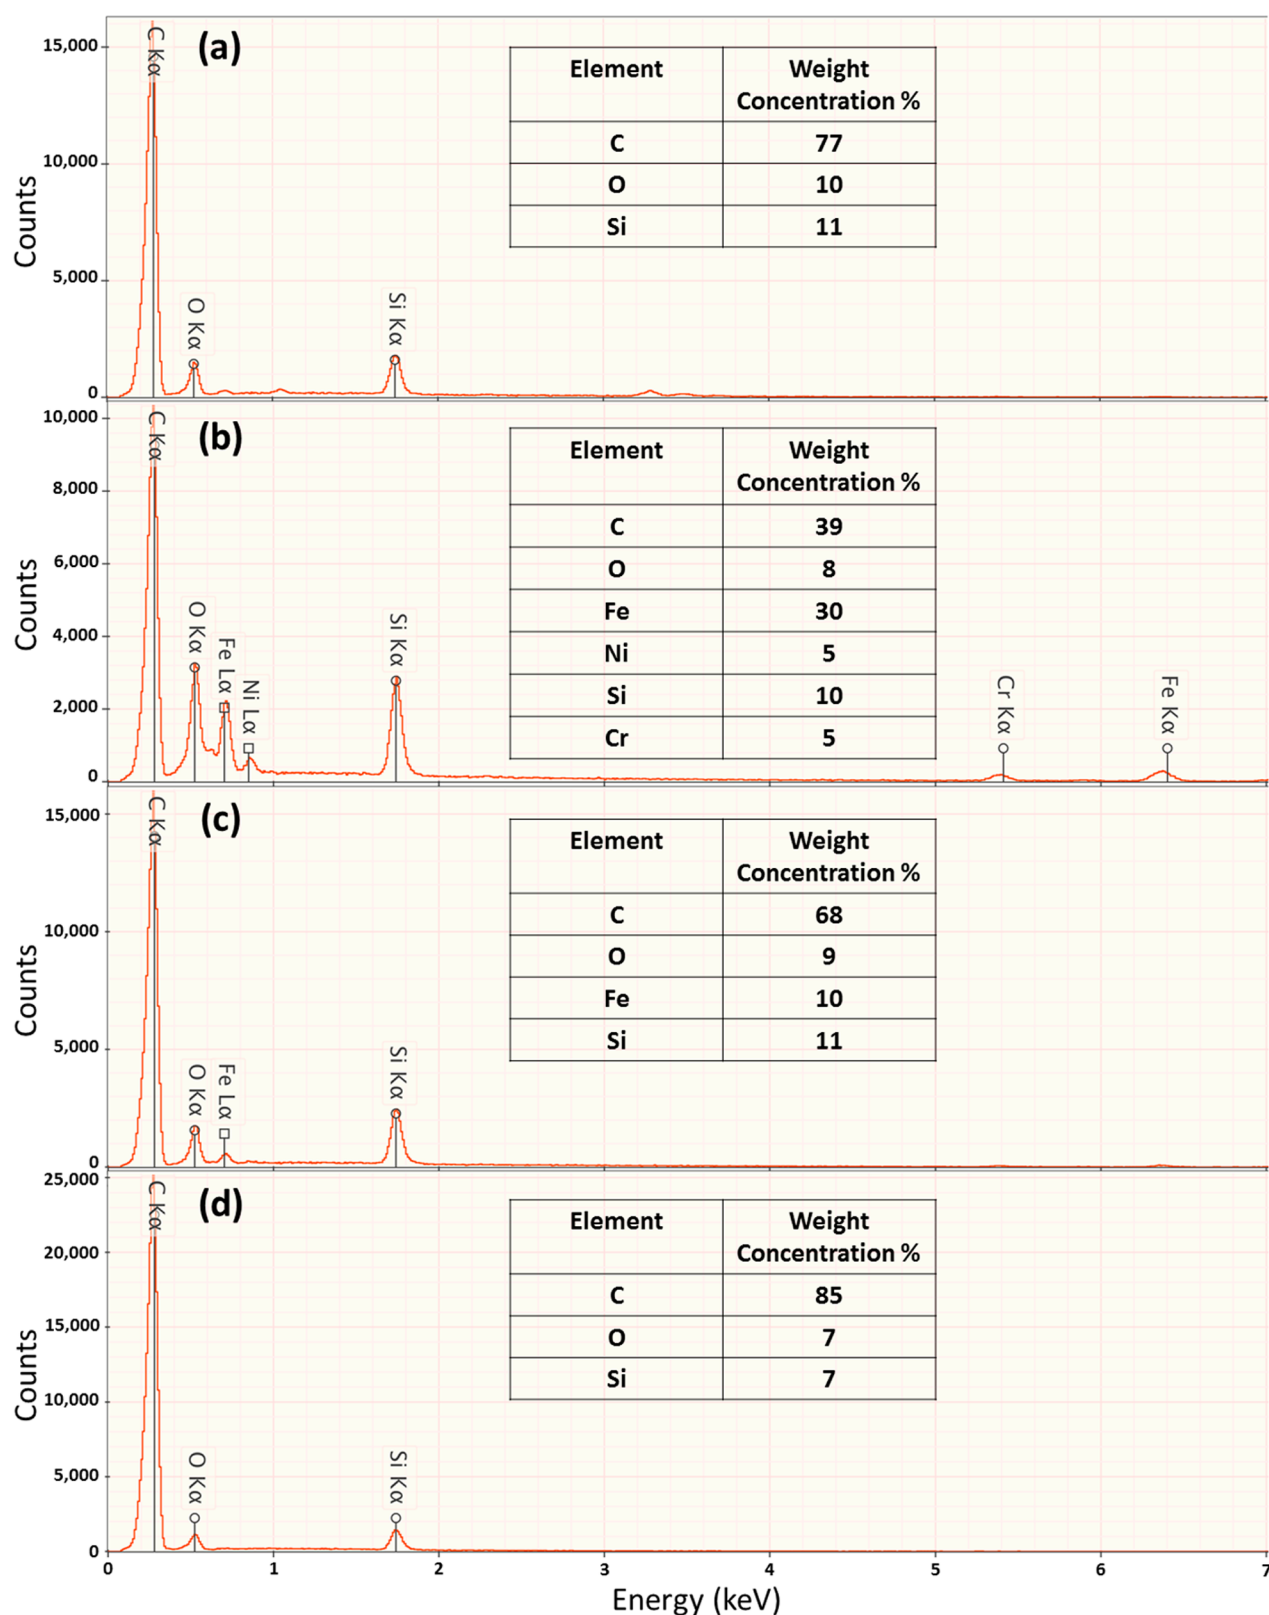 (a)
C Kα
O Kα
Si Kα
15,000
10,000
5,000
0
Counts
Element Weight Concentration %
C 77
O 10
Si 11
(b)
C Kα
O Kα
Fe Lα
Ni Lα
Si Kα
Cr Kα
Fe Kα
10,000
8,000
6,000
4,000
2,000
0
Counts
Element Weight Concentration %
C 39
O 8
Fe 30
Ni 5
Si 10
Cr 5
(c)
C Kα
O Kα
Fe Lα
Si Kα
15,000
10,000
5,000
0
Counts
Element Weight Concentration %
C 68
O 9
Fe 10
Si 11
(d)
C Kα
O Kα
Si Kα
25,000
20,000
15,000
10,000
5,000
0
Counts
Element Weight Concentration %
C 85
O 7
Si 7
0 1 2 3 4 5 6 7
Energy (keV)